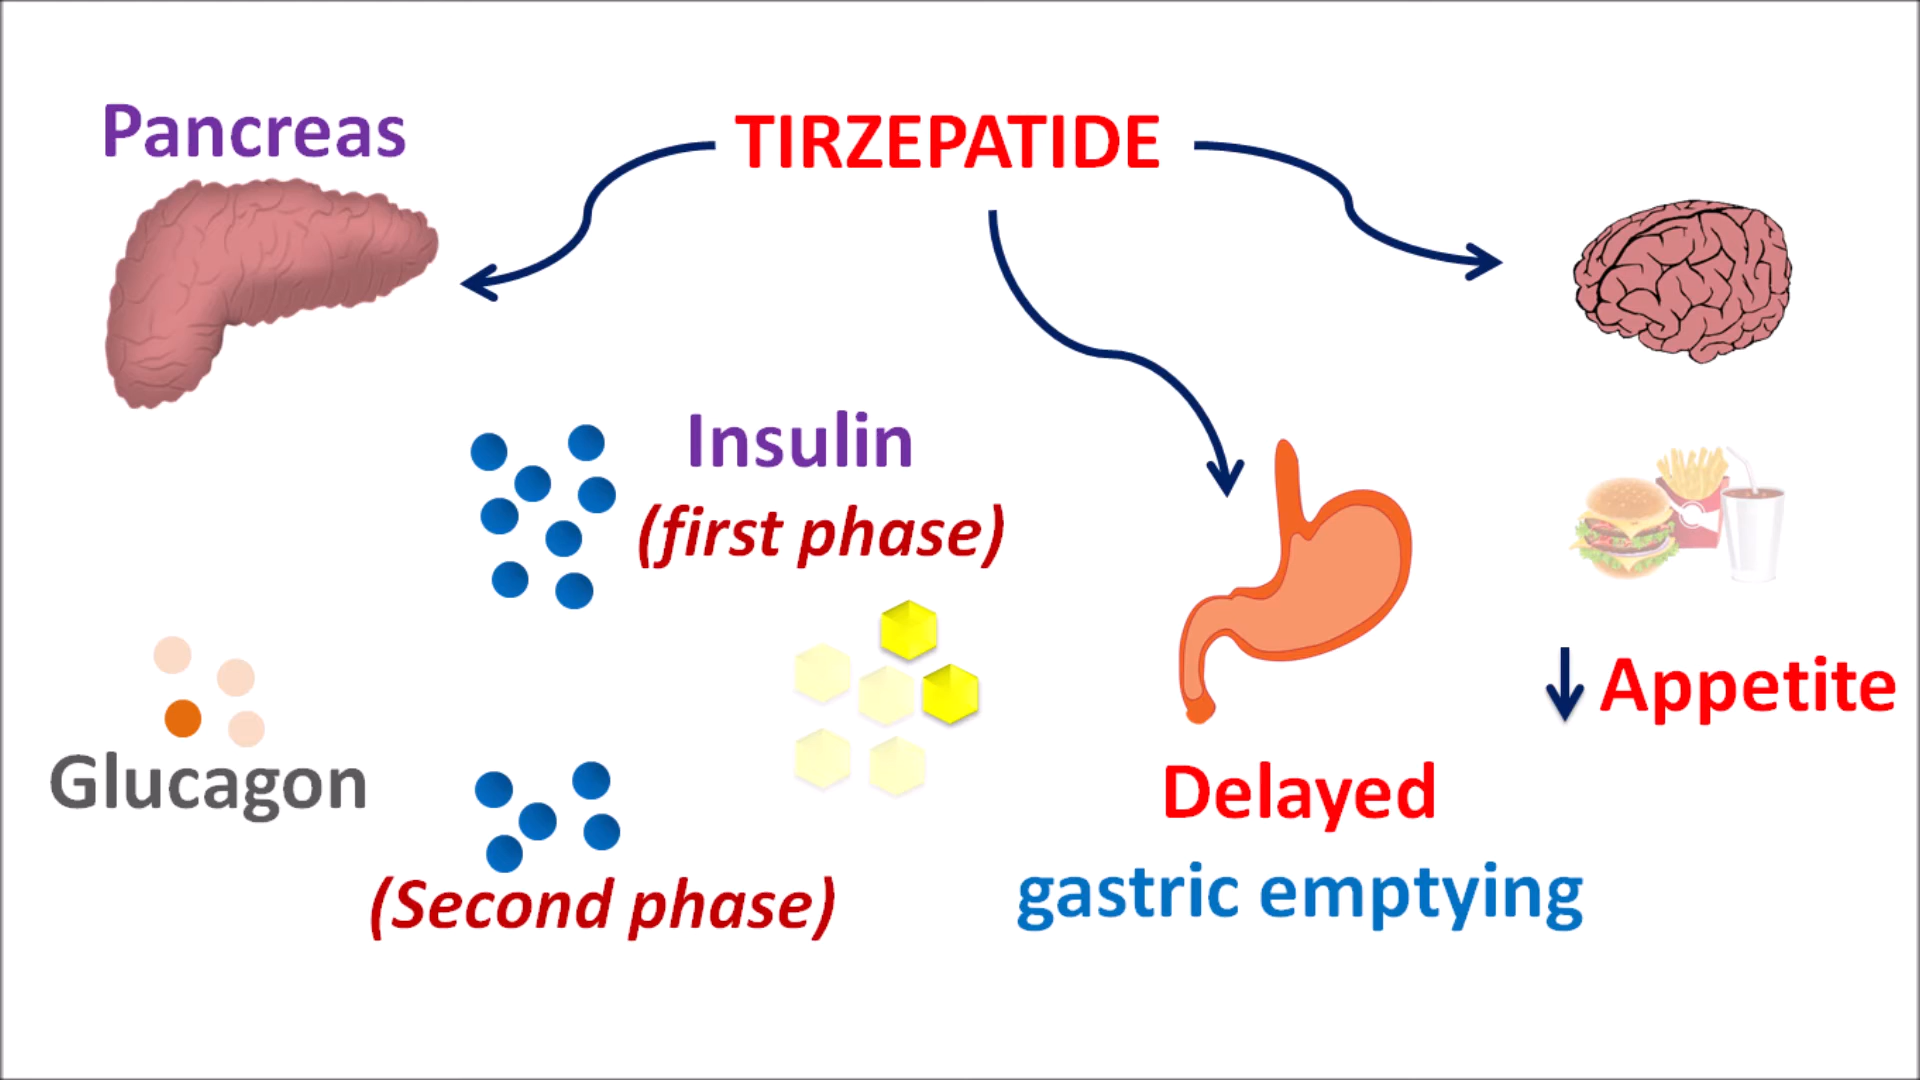 Pancreas
TIRZEPATIDE
Insulin
(first phase)
Glucagon
(Second phase)
Delayed
gastric emptying
Appetite